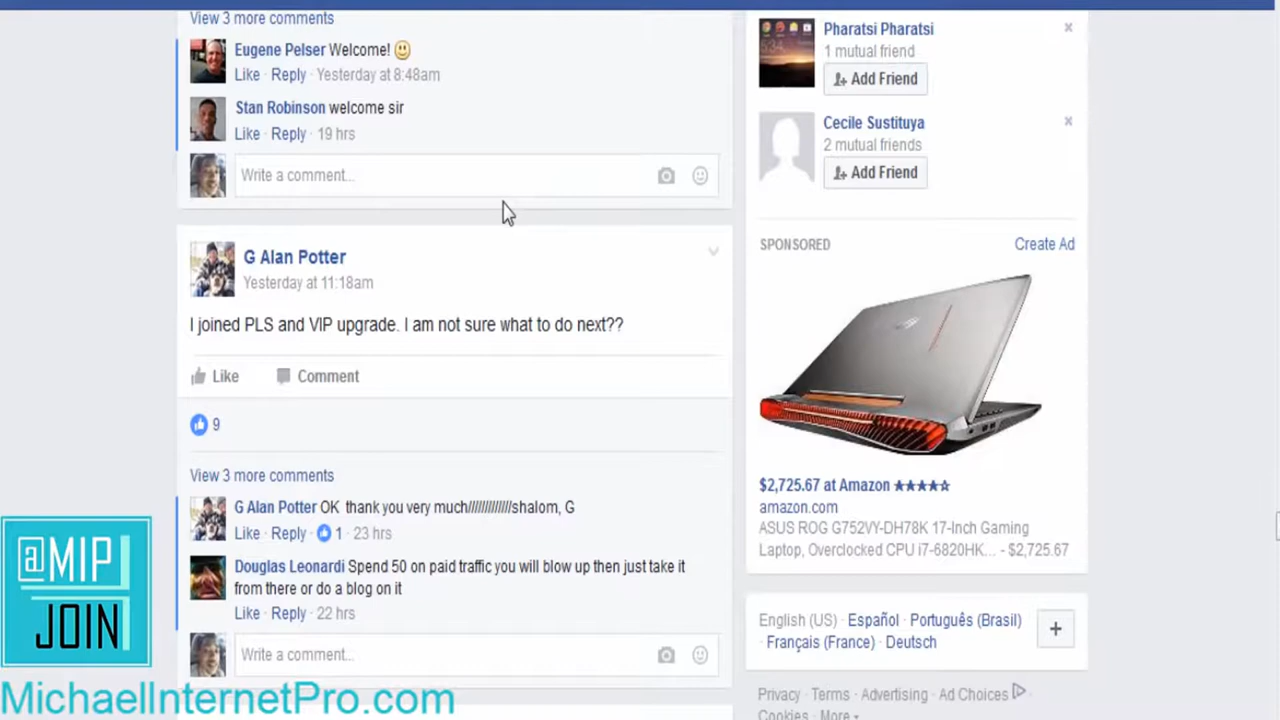 View 3 more comments
Eugene Pelser Welcome!
Like · Reply · Yesterday at 8:48am
Stan Robinson welcome sir
Like · Reply · 19 hrs
Write a comment...
G Alan Potter
Yesterday at 11:18am
I joined PLS and VIP upgrade. I am not sure what to do next??
Like Comment
9
View 3 more comments
G Alan Potter OK thank you very much//////////////shalom, G
Like · Reply · 1 · 23 hrs
Douglas Leonardi Spend 50 on paid traffic you will blow up then just take it
from there or do a blog on it
Like · Reply · 22 hrs
Write a comment...
Pharatsi Pharatsi
1 mutual friend
Add Friend
Cecile Sustituya
2 mutual friends
Add Friend
SPONSORED Create Ad
$2,725.67 at Amazon ★★★★☆
amazon.com
ASUS ROG G752VY-DH78K 17-Inch Gaming
Laptop, Overclocked CPU i7-6820HK... - $2,725.67
English (US) · Español · Português (Brasil)
· Français (France) · Deutsch
Privacy · Terms · Advertising · Ad Choices
Cookies · More
@MIP
JOIN
MichaelInternetPro.com